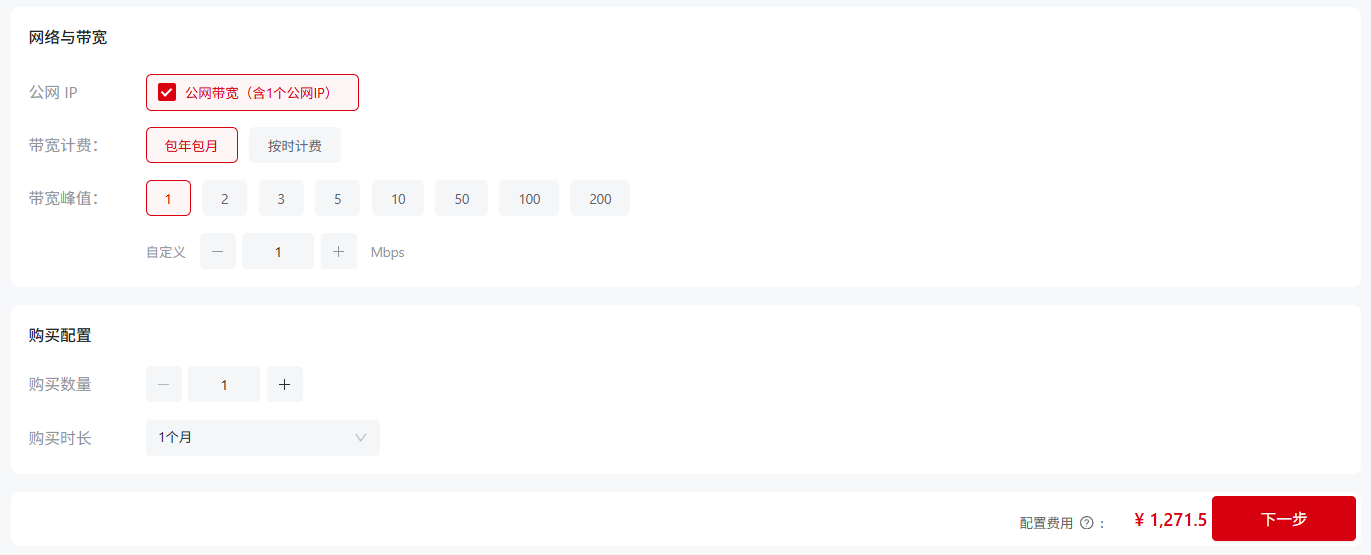 网络与带宽
公网 IP 公网带宽（含1个公网IP）
带宽计费： 包年包月 按时计费
带宽峰值： 1 2 3 5 10 50 100 200
自定义 — 1 + Mbps
购买配置
购买数量 — 1 +
购买时长 1个月
配置费用 ? ： ¥ 1,271.5 下一步